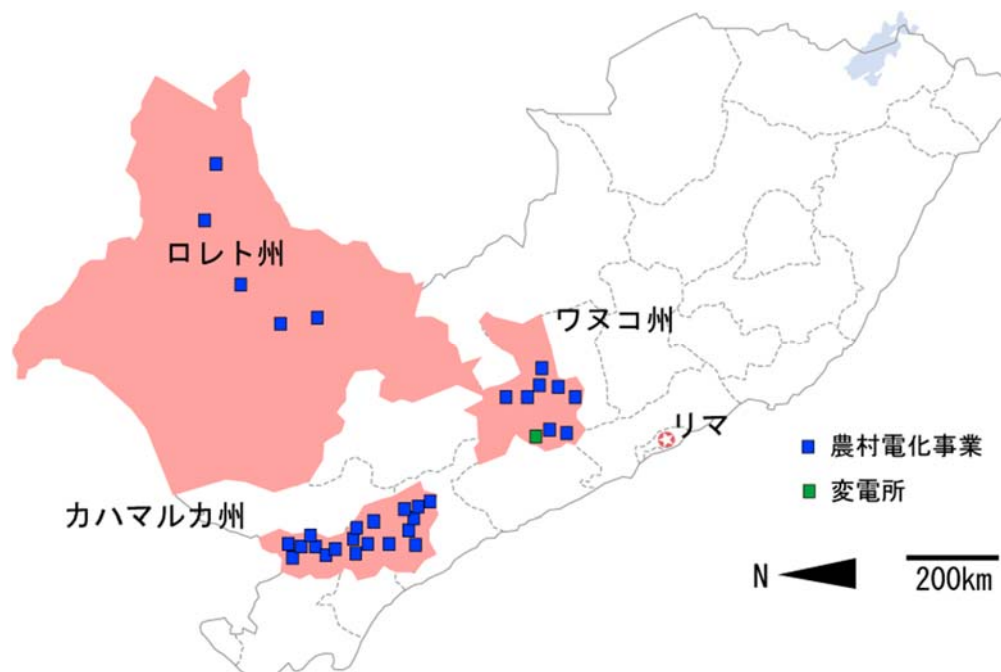 ロレト州
ワヌコ州
リマ
農村電化事業
カハマルカ州
変電所
N
200km